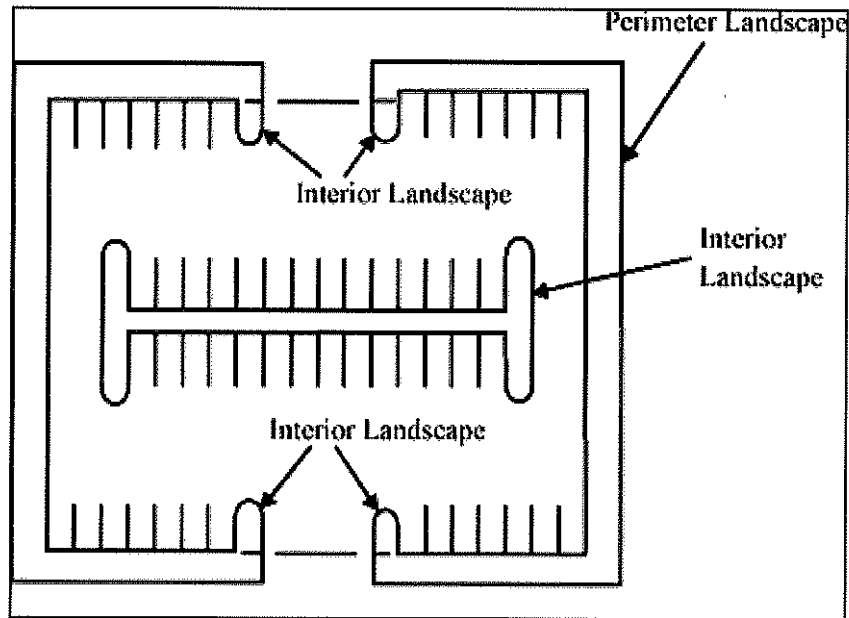 Perimeter Landscape
Interior Landscape
Interior
Landscape
Interior Landscape